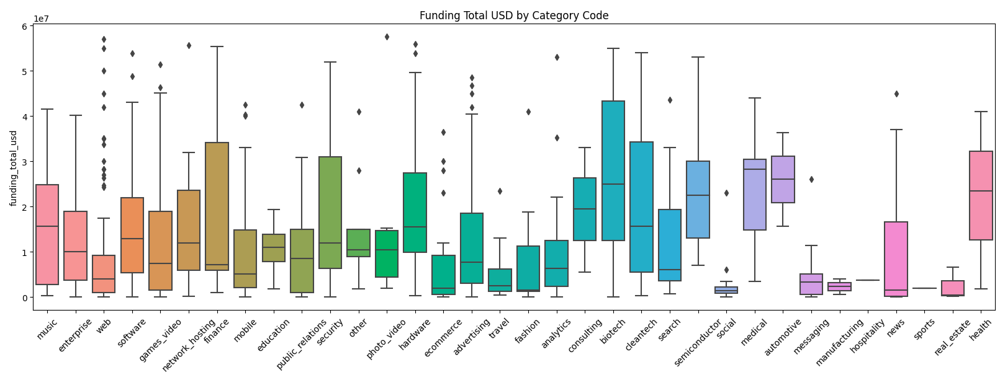 Funding Total USD by Category Code
1e7
6
5
4
3
2
1
0
funding_total_usd
music
enterprise
web
software
games_video
network_hosting
finance
mobile
education
public_relations
security
other
photo_video
hardware
ecommerce
advertising
travel
fashion
analytics
consulting
biotech
cleantech
search
semiconductor
social
medical
automotive
messaging
manufacturing
hospitality
news
sports
real_estate
health